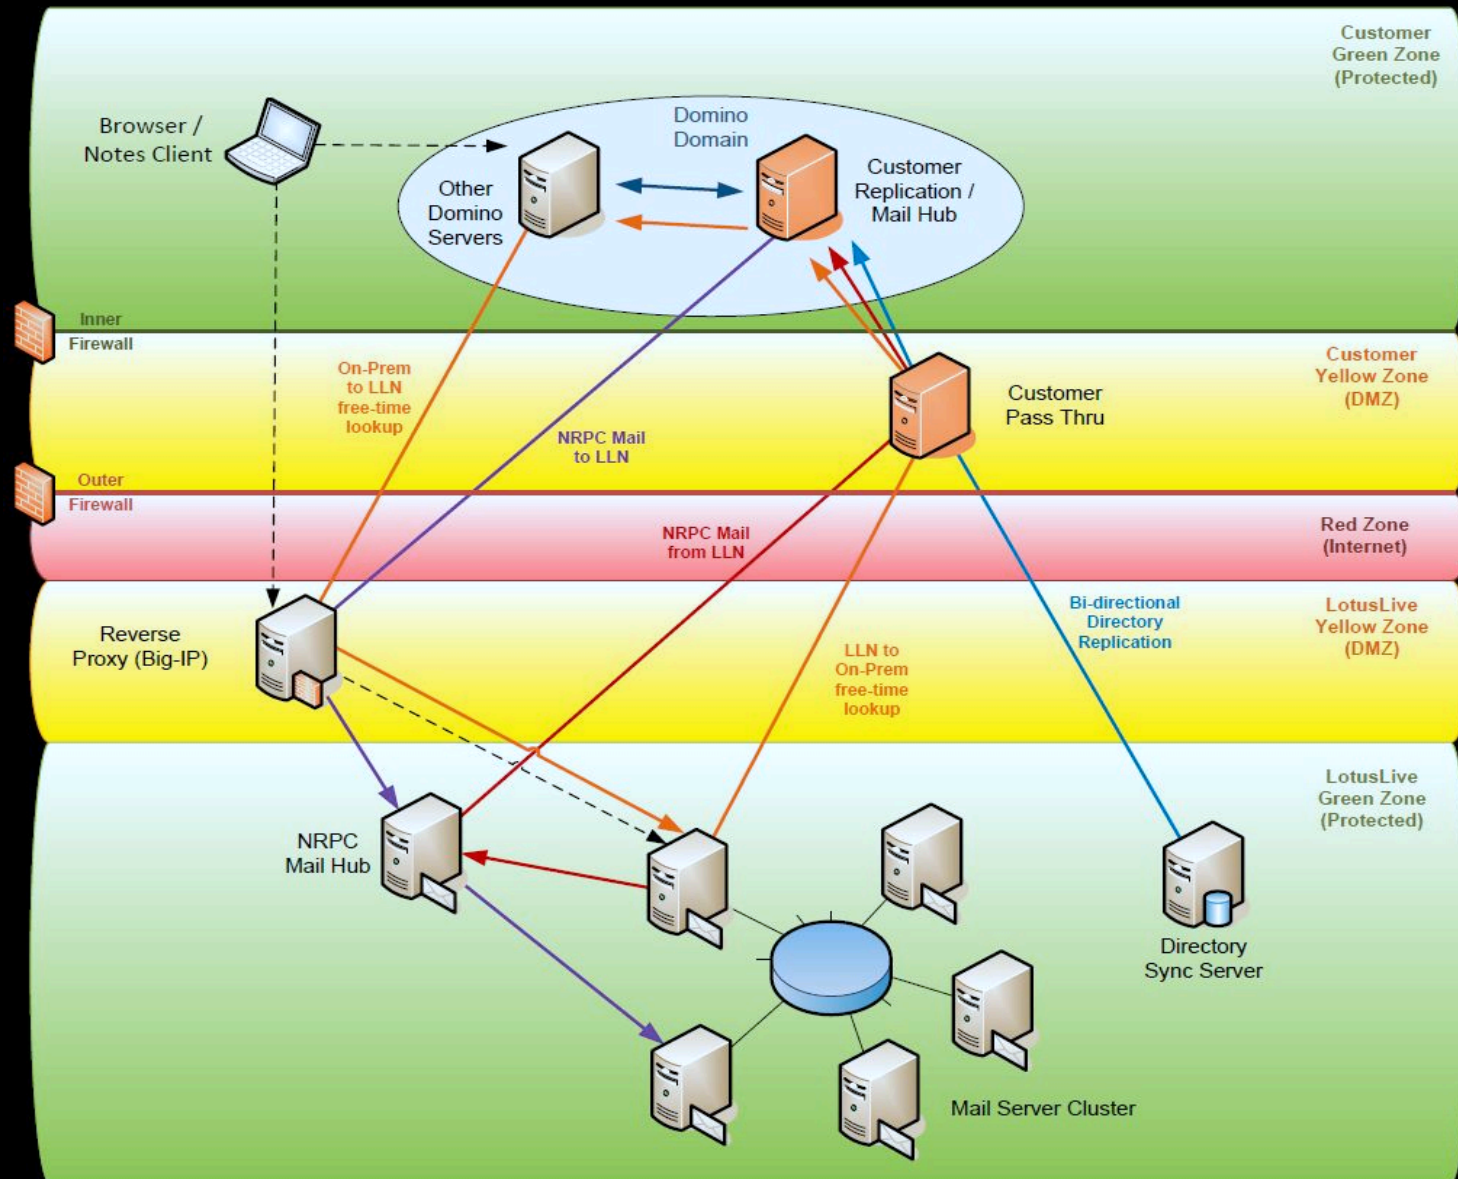 Customer
Green Zone
(Protected)
Browser /
Notes Client
Domino
Domain
Other
Domino
Servers
Customer
Replication /
Mail Hub
Inner
Firewall
On-Prem
to LLN
free-time
lookup
NRPC Mail
to LLN
Customer
Pass Thru
Customer
Yellow Zone
(DMZ)
Outer
Firewall
NRPC Mail
from LLN
Red Zone
(Internet)
Reverse
Proxy (Big-IP)
LLN to
On-Prem
free-time
lookup
Bi-directional
Directory
Replication
LotusLive
Yellow Zone
(DMZ)
LotusLive
Green Zone
(Protected)
NRPC
Mail Hub
Directory
Sync Server
Mail Server Cluster